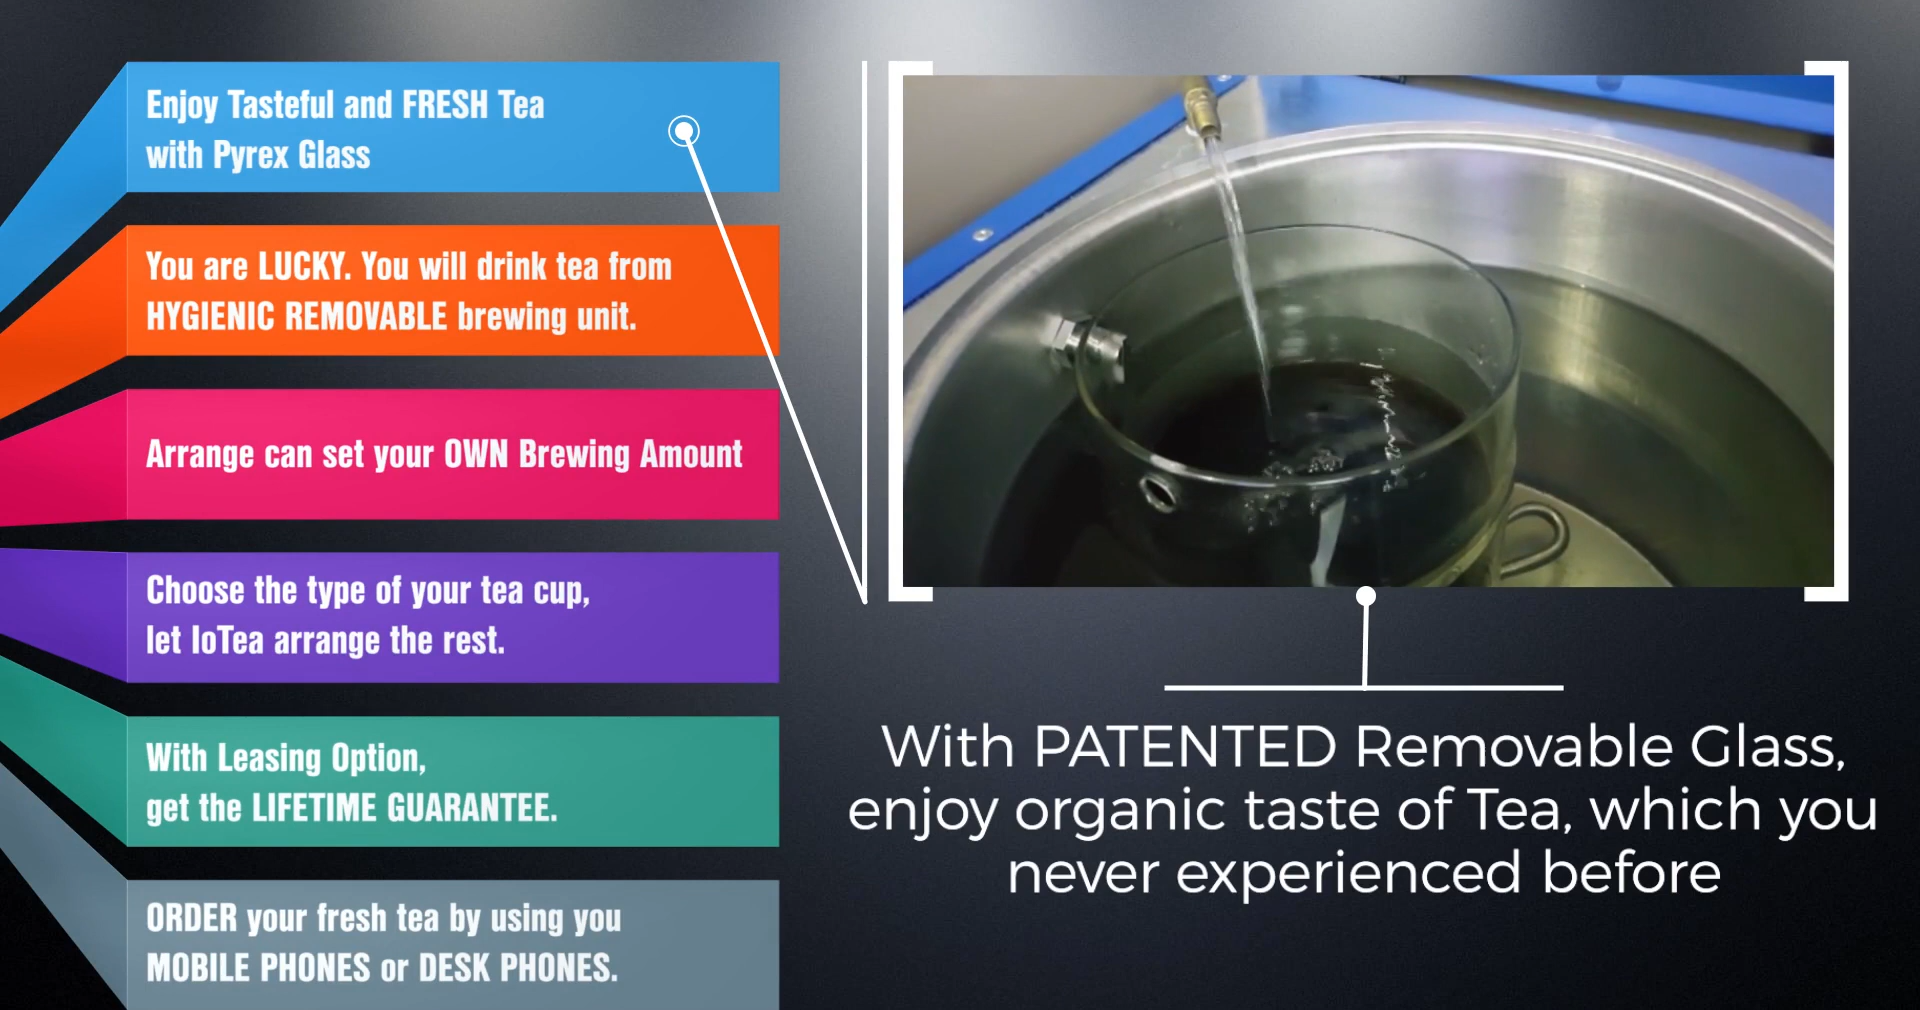 Enjoy Tasteful and FRESH Tea
with Pyrex Glass
You are LUCKY. You will drink tea from
HYGIENIC REMOVABLE brewing unit.
Arrange can set your OWN Brewing Amount
Choose the type of your tea cup,
let IoTea arrange the rest.
With Leasing Option,
get the LIFETIME GUARANTEE.
ORDER your fresh tea by using you
MOBILE PHONES or DESK PHONES.
With PATENTED Removable Glass,
enjoy organic taste of Tea, which you
never experienced before